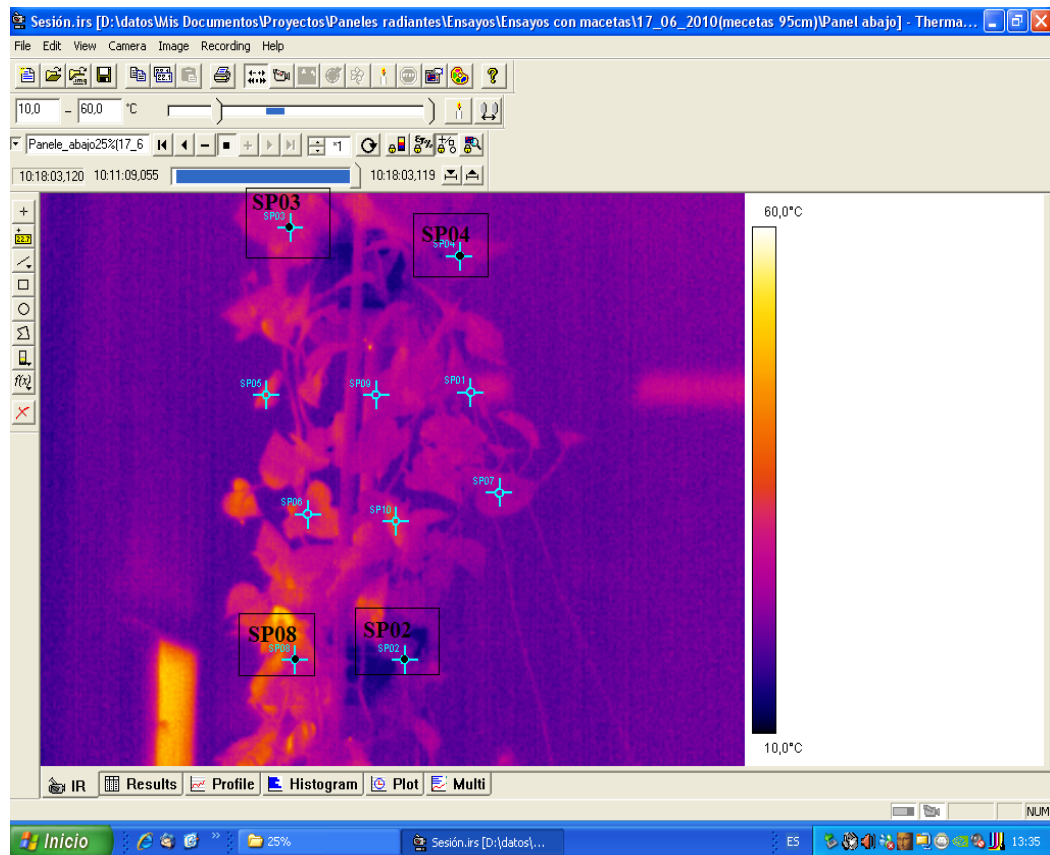 Sesión.irs [D:\datos\Mis Documentos\Proyectos\Paneles radiantes\Ensayos\Ensayos con macetas\17_06_2010(mecetas 95cm)\Panel abajo] - Therma...
File Edit View Camera Image Recording Help
10,0 – 60,0 °C
Panele_abajo25%(17_6 *1
10:18:03,120 10:11:09,055 10:18:03,119
SP03
SP03
SP04
SP04
60,0°C
22.7
f(x)
SP05 SP09 SP01
SP07
SP06 SP10
SP08 SP02
SP08 SP02
10,0°C
IR Results Profile Histogram Plot Multi
NUM
Inicio » 25% Sesión.irs [D:\datos\... ES 13:35